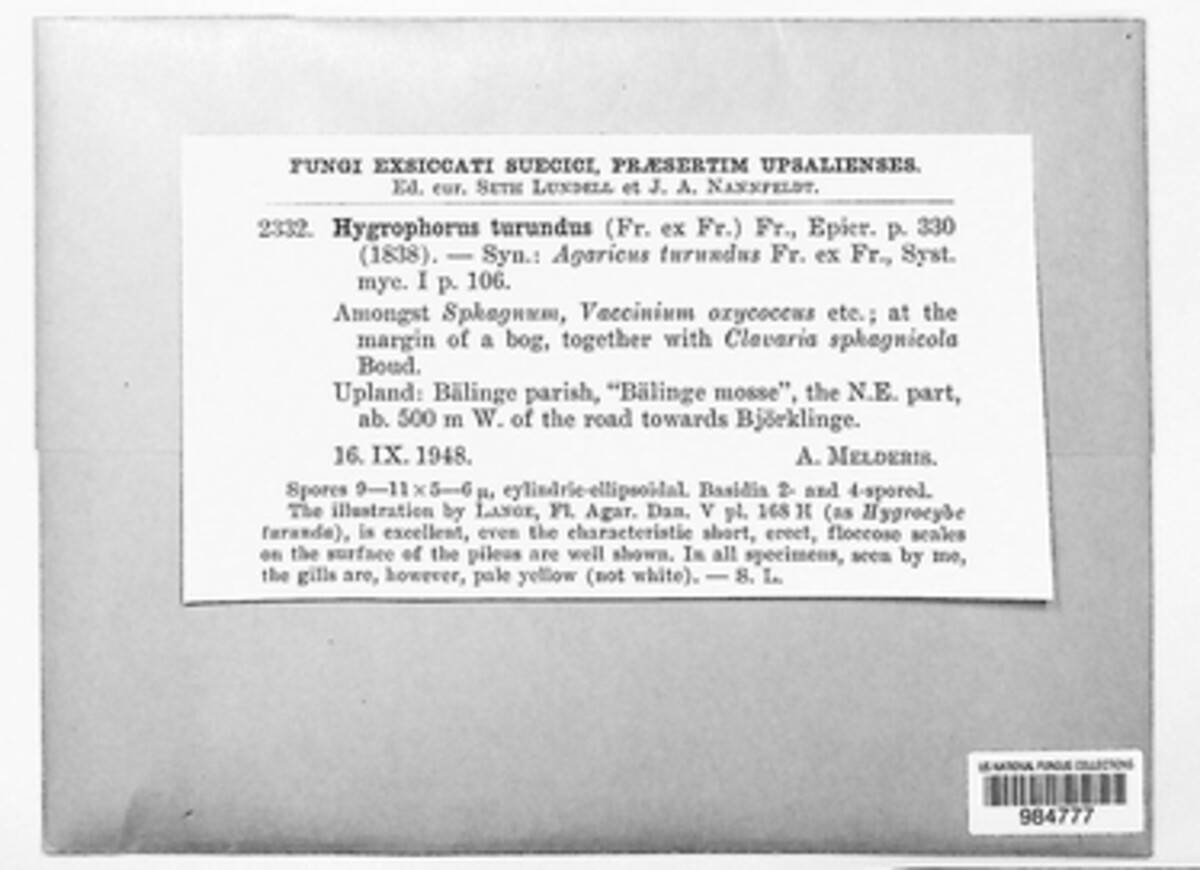 FUNGI EXSICCATI SUECICI, PRÆSERTIM UPSALIENSES.
Ed. cur. SETH LUNDELL et J. A. NANNFELDT.
2332. Hygrophorus turundus (Fr. ex Fr.) Fr., Epicr. p. 330
(1838). — Syn.: Agaricus turundus Fr. ex Fr., Syst.
myc. I p. 106.
Amongst Sphagnum, Vaccinium oxycoccus etc.; at the
margin of a bog, together with Clavaria sphagnicola
Boud.
Upland: Bälinge parish, "Bälinge mosse", the N.E. part,
ab. 500 m W. of the road towards Björklinge.
16. IX. 1948. A. MELDERIS.
Spores 9—11×5—6 µ, cylindric-ellipsoidal. Basidia 2- and 4-spored.
The illustration by LANGE, Fl. Agar. Dan. V pl. 168 H (as Hygrocybe
turunda), is excellent, even the characteristic short, erect, floccose scales
on the surface of the pileus are well shown. In all specimens, seen by me,
the gills are, however, pale yellow (not white). — S. L.
US NATIONAL FUNGUS COLLECTIONS
984777